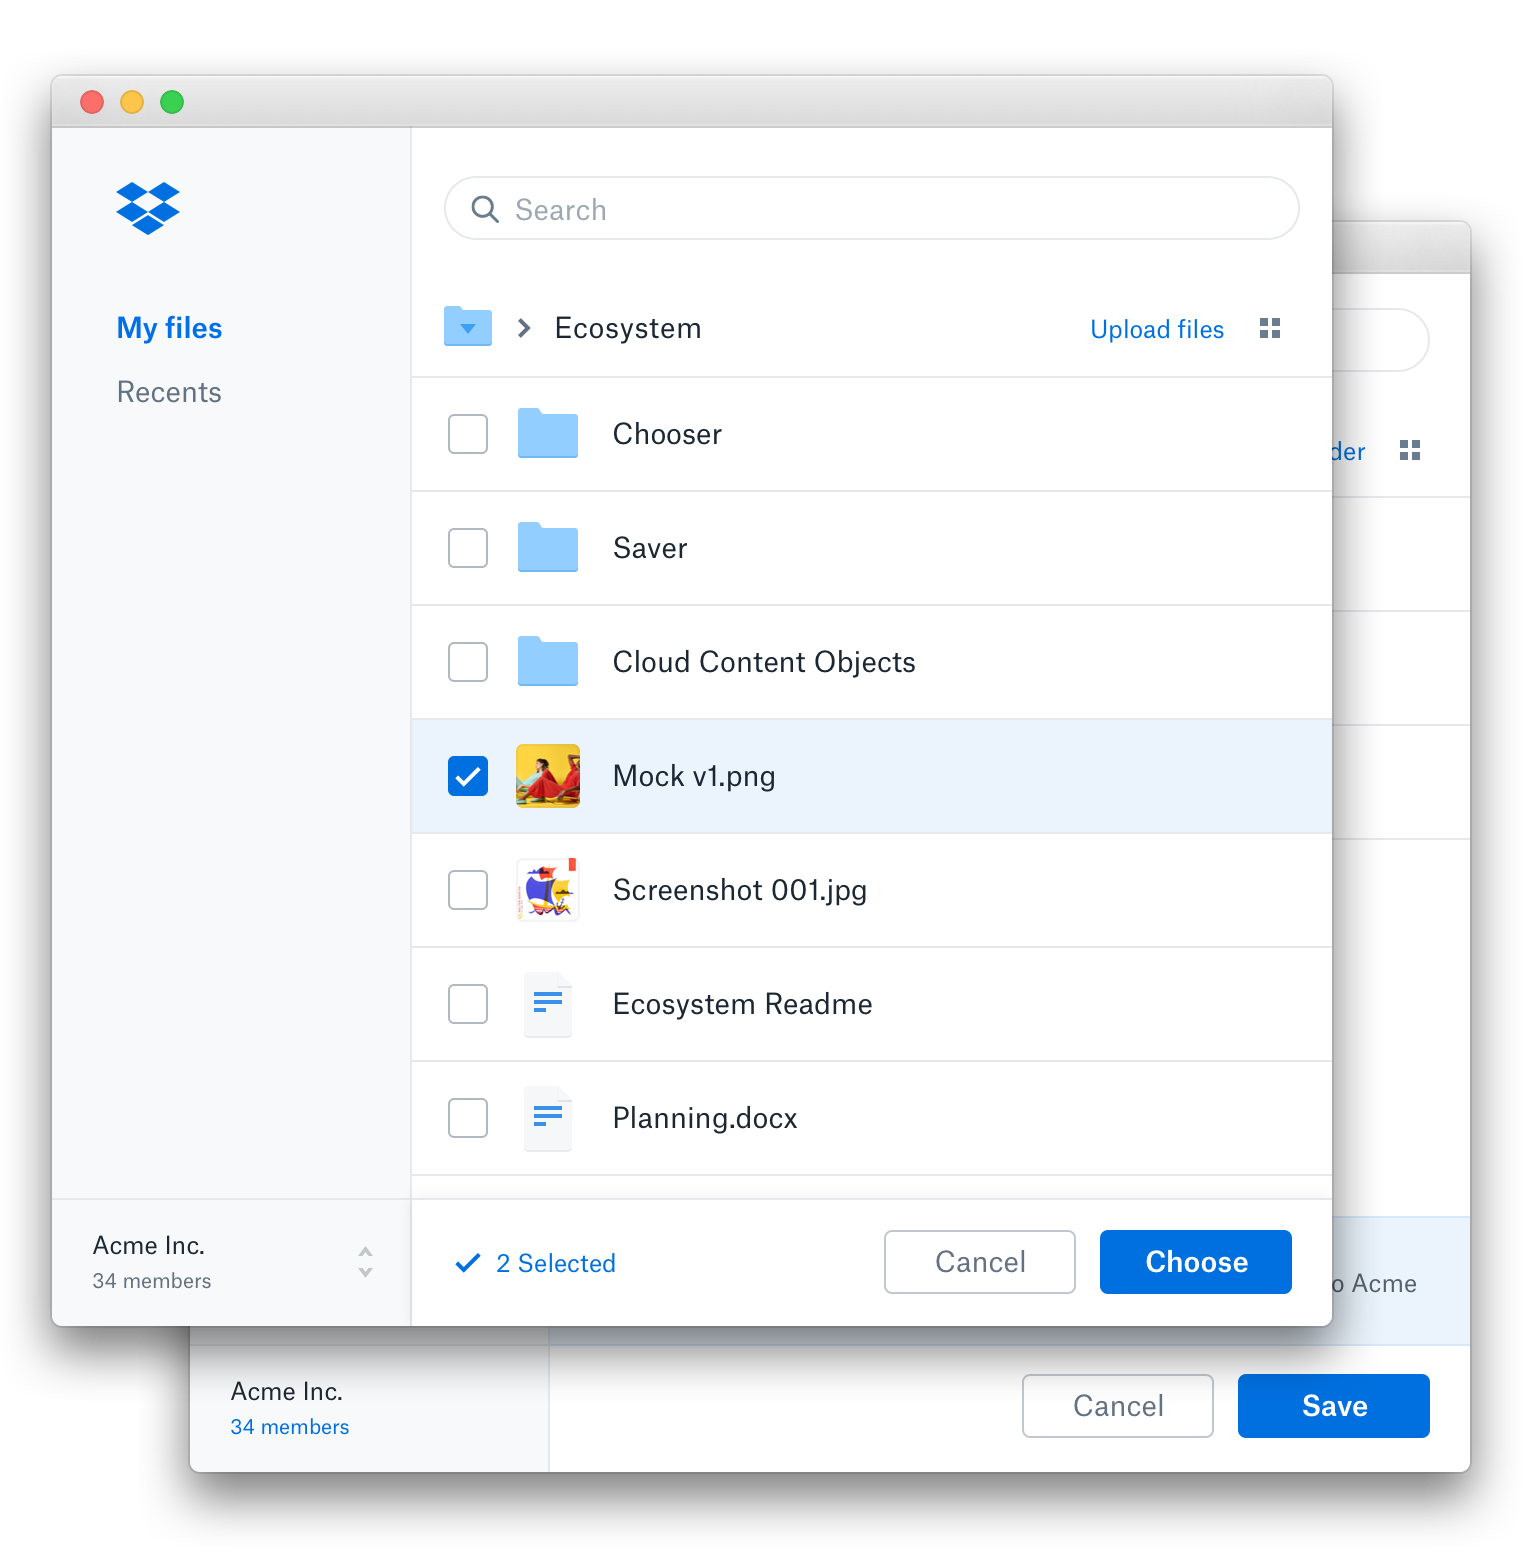 Search
My files
Recents
Ecosystem
Upload files
Chooser
Saver
Cloud Content Objects
Mock v1.png
Screenshot 001.jpg
Ecosystem Readme
Planning.docx
Acme Inc.
34 members
2 Selected
Cancel
Choose
der
o Acme
Acme Inc.
34 members
Cancel
Save